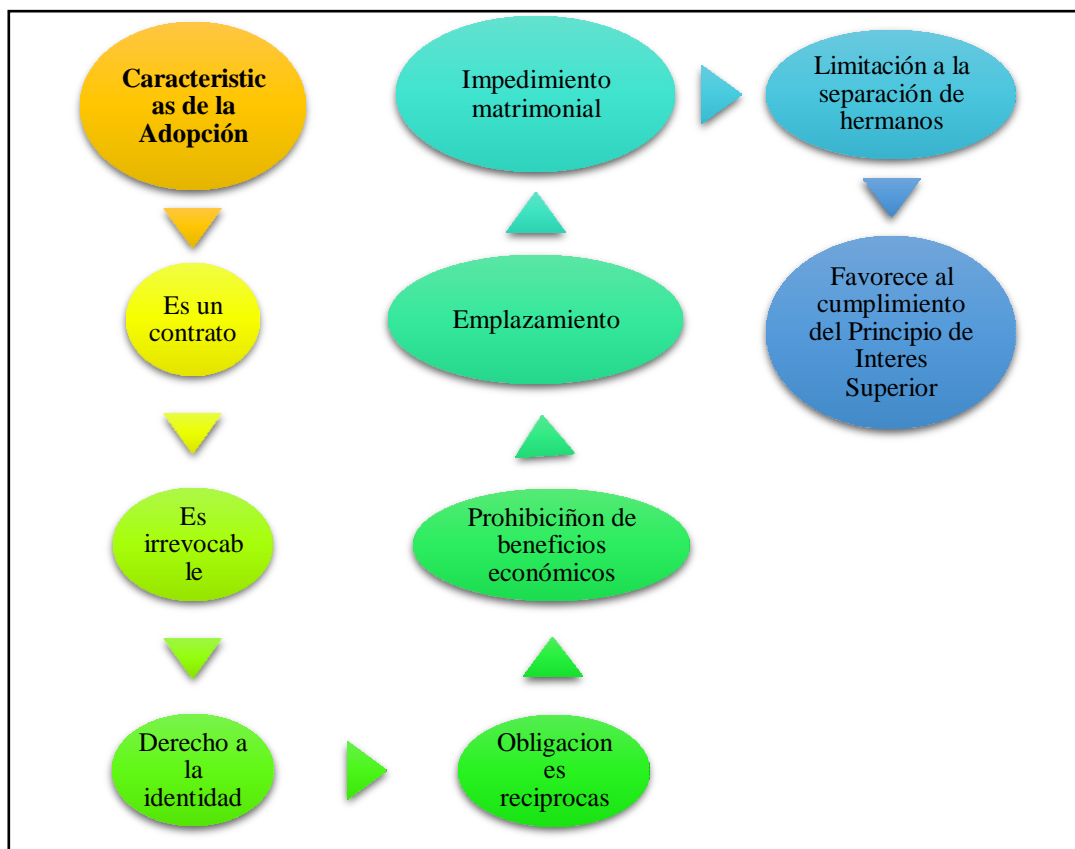 Caracteristic
as de la
Adopción
Es un
contrato
Es
irrevocab
le
Derecho a
la
identidad
Obligacion
es
reciprocas
Prohibiciñon de
beneficios
económicos
Emplazamiento
Impedimiento
matrimonial
Limitación a la
separación de
hermanos
Favorece al
cumplimiento
del Principio de
Interes
Superior